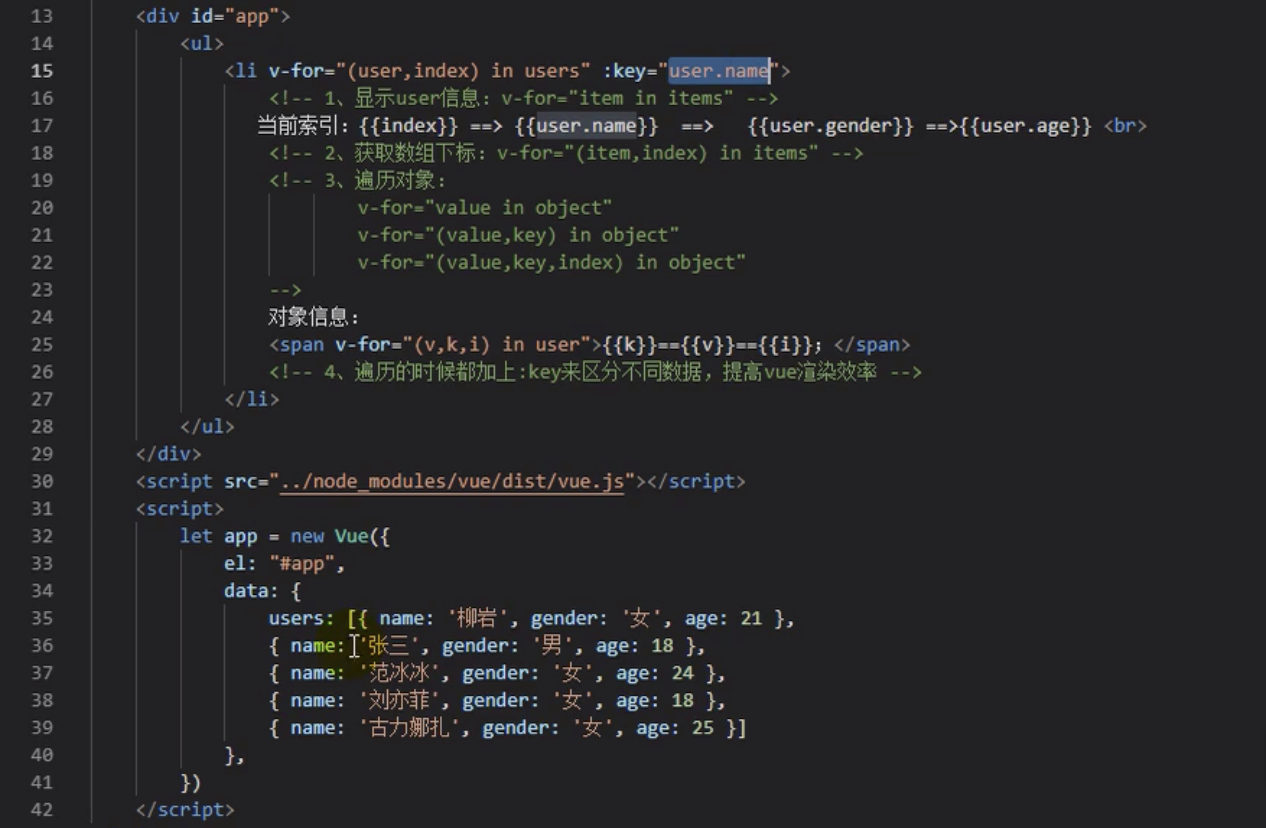 13 <div id="app">
14 <ul>
15 <li v-for="(user,index) in users" :key="user.name">
16 <!-- 1、显示user信息：v-for="item in items" -->
17 当前索引：{{index}} ==> {{user.name}} ==> {{user.gender}} ==>{{user.age}} <br>
18 <!-- 2、获取数组下标：v-for="(item,index) in items" -->
19 <!-- 3、遍历对象：
20 v-for="value in object"
21 v-for="(value,key) in object"
22 v-for="(value,key,index) in object"
23 -->
24 对象信息：
25 <span v-for="(v,k,i) in user">{{k}}=={{v}}=={{i}}；</span>
26 <!-- 4、遍历的时候都加上:key来区分不同数据，提高vue渲染效率 -->
27 </li>
28 </ul>
29 </div>
30 <script src="../node_modules/vue/dist/vue.js"></script>
31 <script>
32 let app = new Vue({
33 el: "#app",
34 data: {
35 users: [{ name: '柳岩', gender: '女', age: 21 },
36 { name: '张三', gender: '男', age: 18 },
37 { name: '范冰冰', gender: '女', age: 24 },
38 { name: '刘亦菲', gender: '女', age: 18 },
39 { name: '古力娜扎', gender: '女', age: 25 }]
40 },
41 })
42 </script>